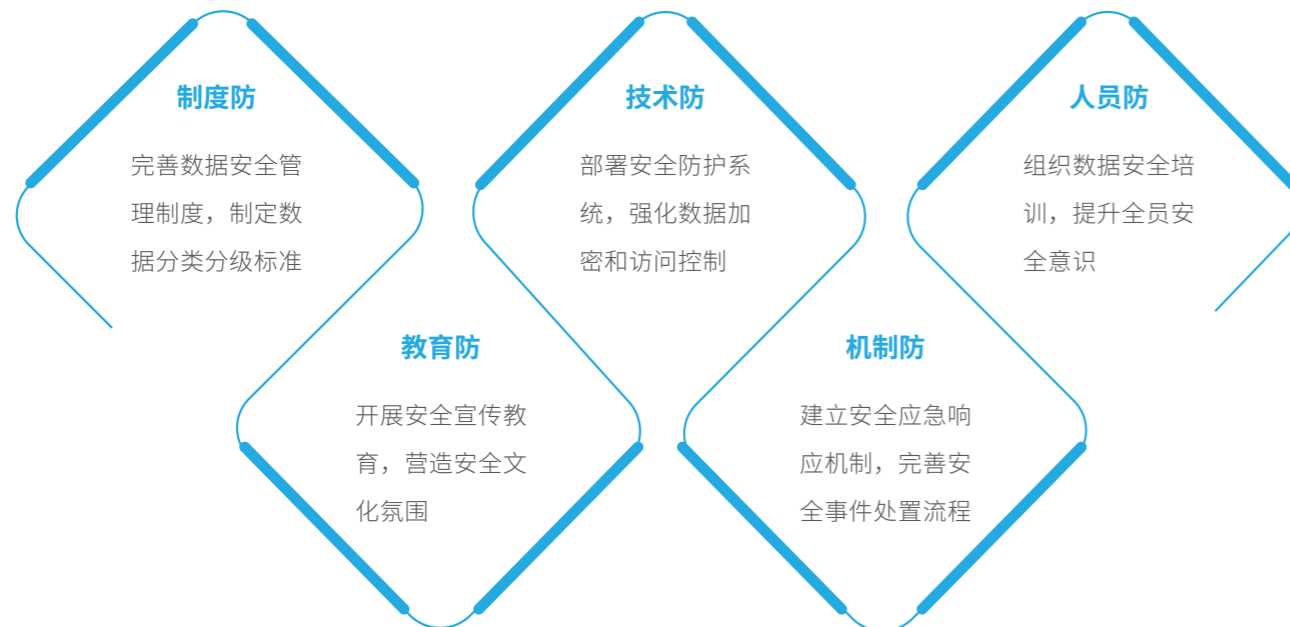 制度防
完善数据安全管
理制度，制定数
据分类分级标准
技术防
部署安全防护系
统，强化数据加
密和访问控制
人员防
组织数据安全培
训，提升全员安
全意识
教育防
开展安全宣传教
育，营造安全文
化氛围
机制防
建立安全应急响
应机制，完善安
全事件处置流程